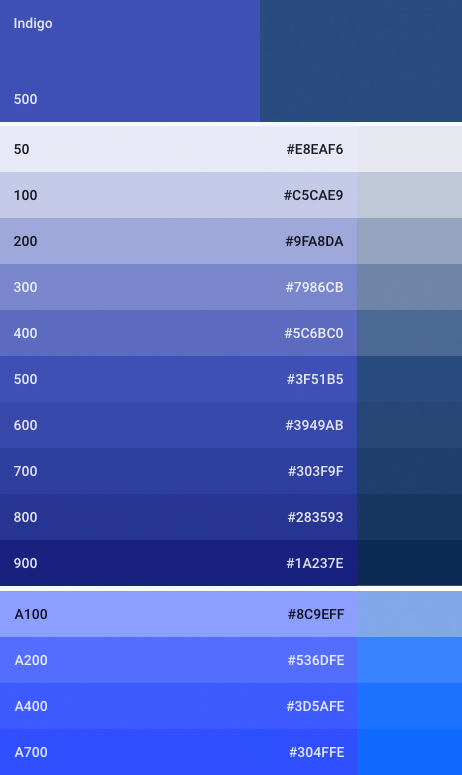 Indigo
500
50 #E8EAF6
100 #C5CAE9
200 #9FA8DA
300 #7986CB
400 #5C6BC0
500 #3F51B5
600 #3949AB
700 #303F9F
800 #283593
900 #1A237E
A100 #8C9EFF
A200 #536DFE
A400 #3D5AFE
A700 #304FFE